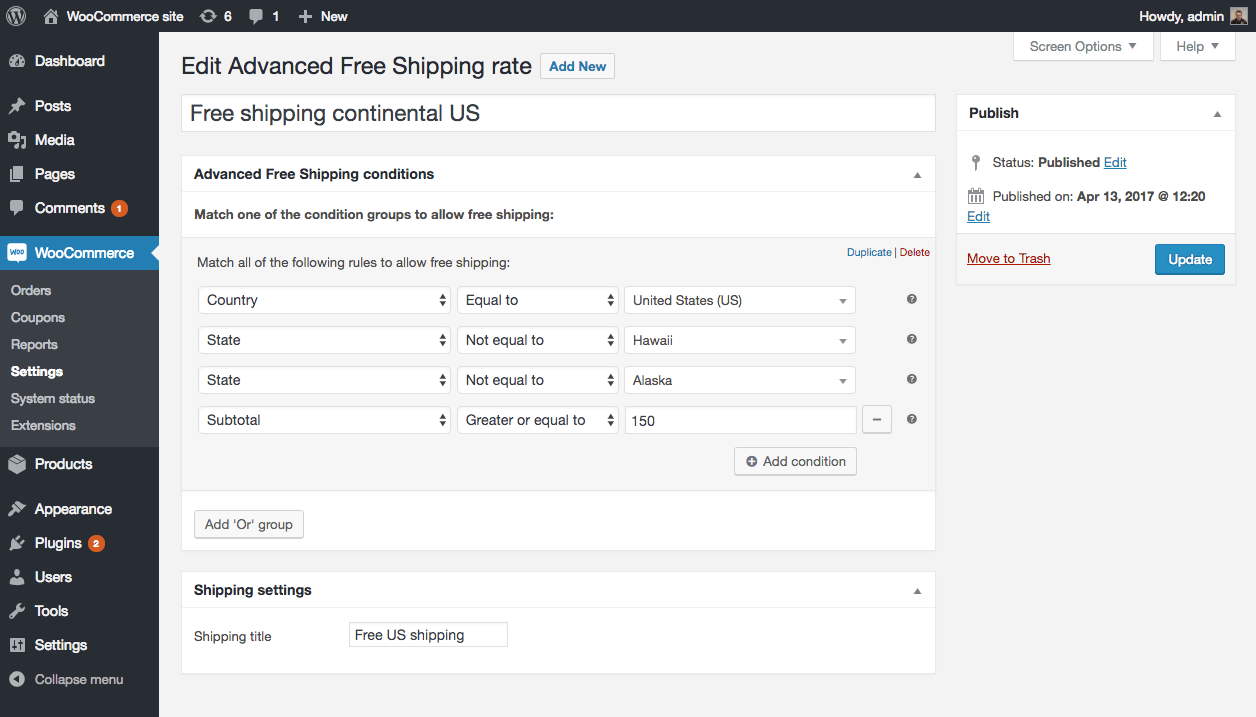 WooCommerce site 6 1 New Howdy, admin
Screen Options Help
Dashboard
Posts
Media
Pages
Comments 1
Woo WooCommerce
Orders
Coupons
Reports
Settings
System status
Extensions
Products
Appearance
Plugins 2
Users
Tools
Settings
Collapse menu
Edit Advanced Free Shipping rate Add New
Free shipping continental US
Advanced Free Shipping conditions
Match one of the condition groups to allow free shipping:
Duplicate | Delete
Match all of the following rules to allow free shipping:
Country Equal to United States (US) ?
State Not equal to Hawaii ?
State Not equal to Alaska ?
Subtotal Greater or equal to 150 − ?
Add condition
Add 'Or' group
Shipping settings
Shipping title Free US shipping
Publish
Status: Published Edit
Published on: Apr 13, 2017 @ 12:20
Edit
Move to Trash Update